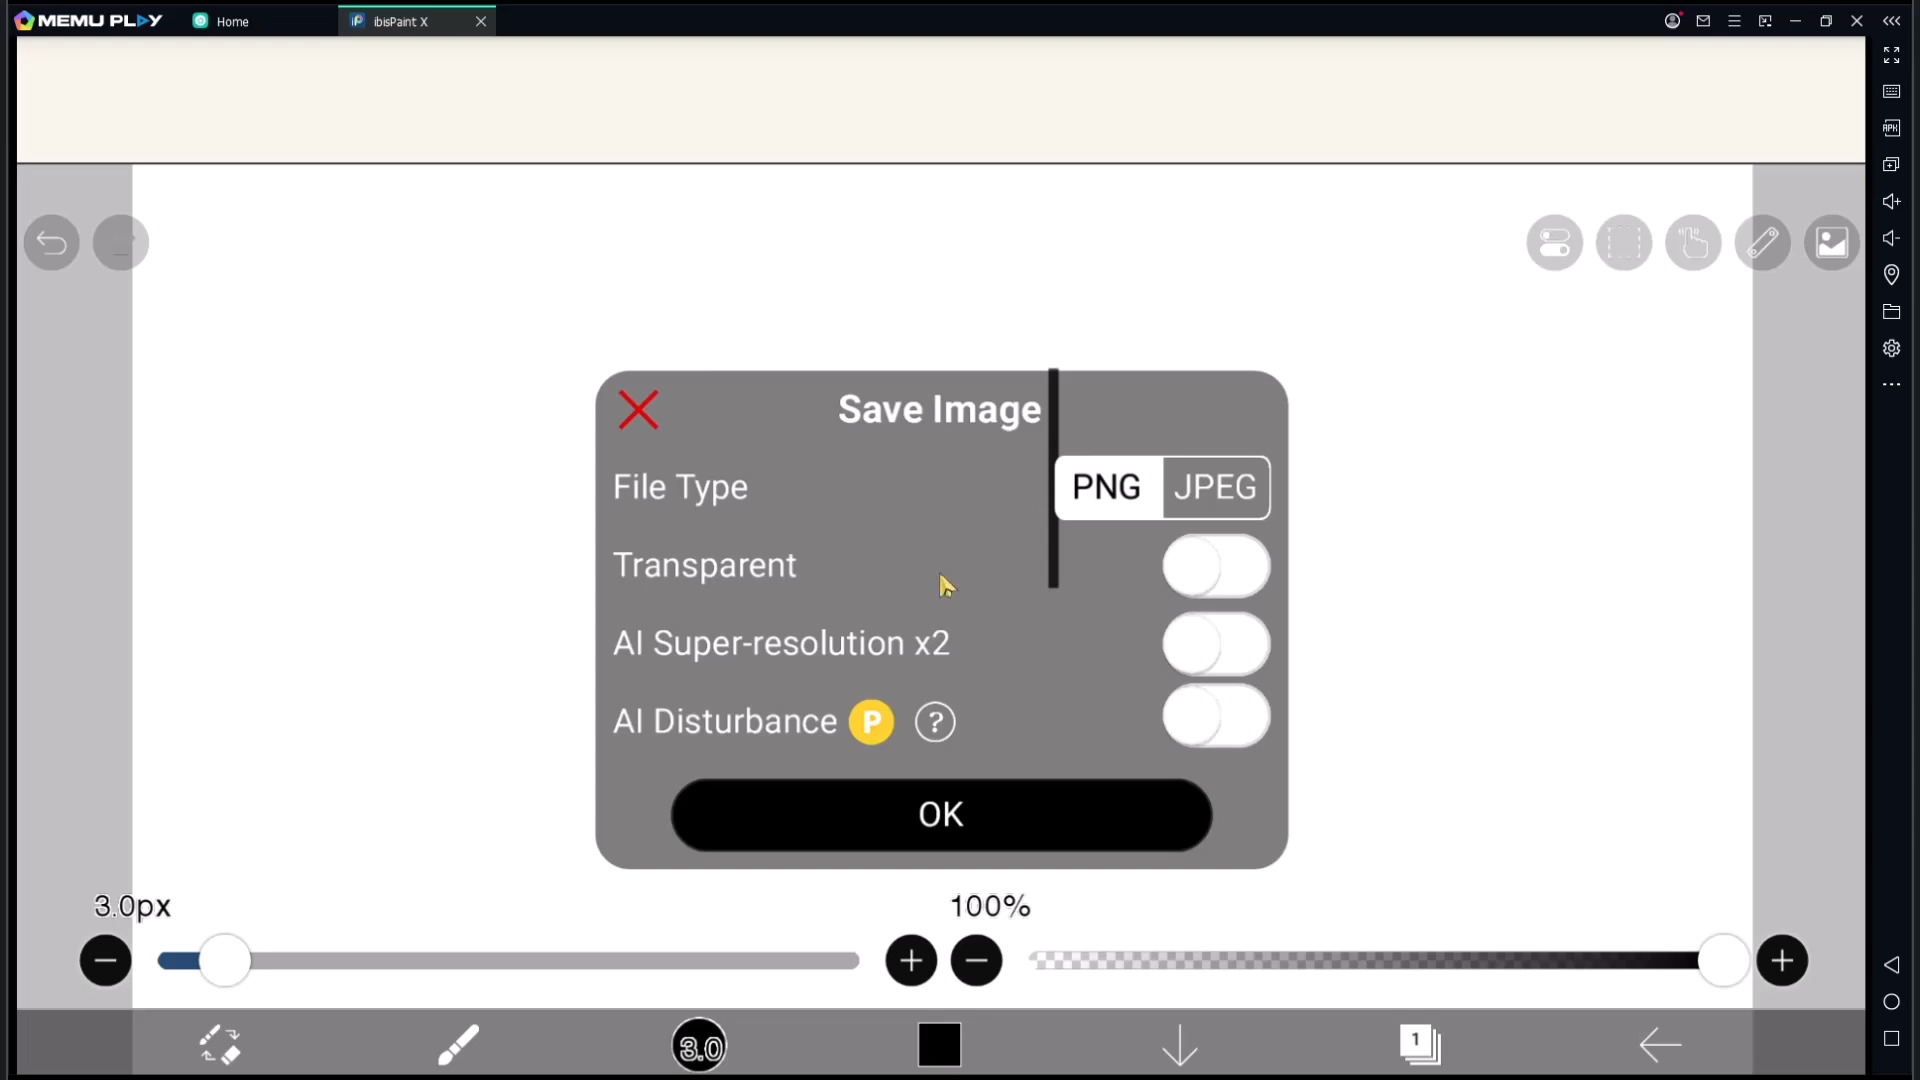 MEMU PLAY
Home
ibisPaint X
APK
Save Image
File Type
PNG
JPEG
Transparent
AI Super-resolution x2
AI Disturbance P ?
OK
3.0px
100%
3.0
1